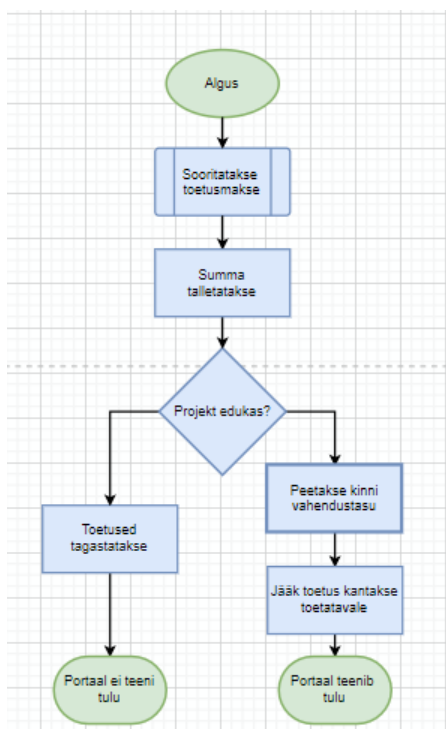 Algus
Sooritatakse
toetusmakse
Summa
talletatakse
Projekt edukas?
Peetakse kinni
vahendustasu
Toetused
tagastatakse
Jääk toetus kantakse
toetatavale
Portaal ei teeni
tulu
Portaal teenib
tulu